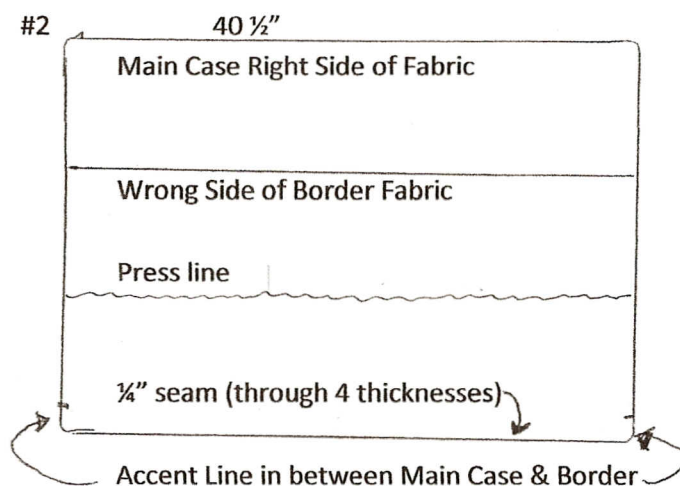 #2 40 ½”
Main Case Right Side of Fabric
Wrong Side of Border Fabric
Press line
¼” seam (through 4 thicknesses)
Accent Line in between Main Case & Border